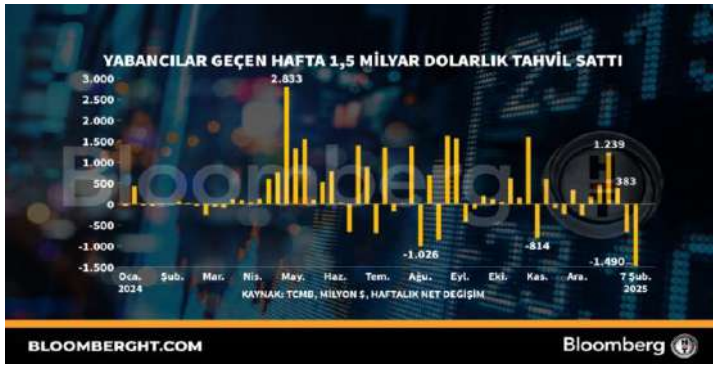 YABANCILAR GEÇEN HAFTA 1,5 MİLYAR DOLARLIK TAHVİL SATTI
3.000
2.833
2.500
2.000
1.500
1.239
1.000
500
383
0
-500
-814
-1.000
-1.026
-1.490
-1.500
Oca. Şub. Mar. Nis. May. Haz. Tem. Ağu. Eyl. Eki. Kas. Ara. 7 Şub.
2024 2025
KAYNAK: TCMB, MİLYON $, HAFTALIK NET DEĞİŞİM
Bloomberg HT
BLOOMBERGHT.COM
Bloomberg HT